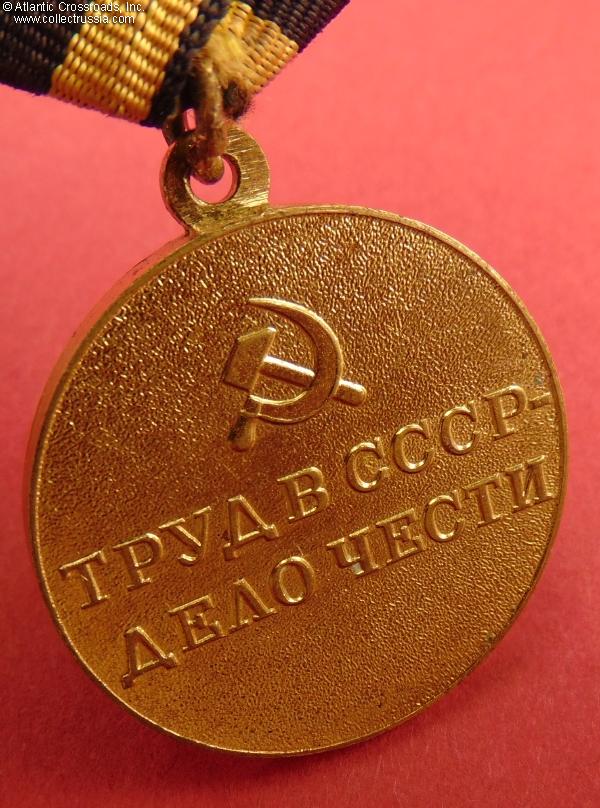 © Atlantic Crossroads, Inc.
www.collectrussia.com
ТРУД В СССР-
ДЕЛО ЧЕСТИ